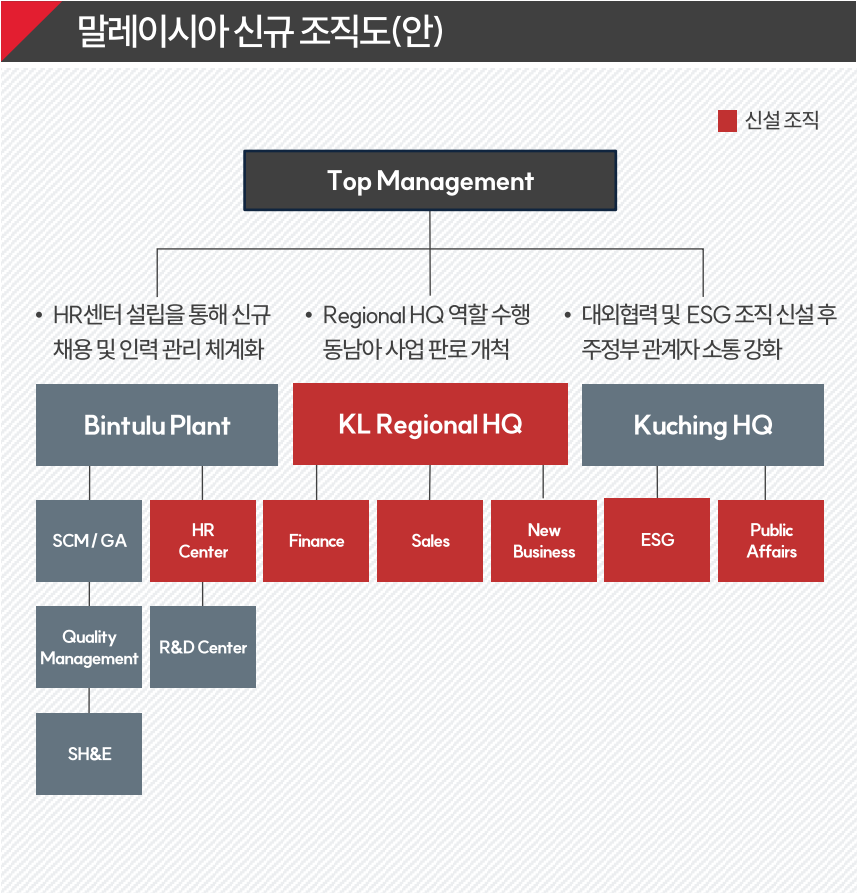 말레이시아 신규 조직도(안)
신설 조직
Top Management
• HR센터 설립을 통해 신규
채용 및 인력 관리 체계화
• Regional HQ 역할 수행
동남아 사업 판로 개척
• 대외협력 및 ESG 조직 신설 후
주정부 관계자 소통 강화
Bintulu Plant
KL Regional HQ
Kuching HQ
SCM / GA
HR
Center
Finance
Sales
New
Business
ESG
Public
Affairs
Quality
Management
R&D Center
SH&E